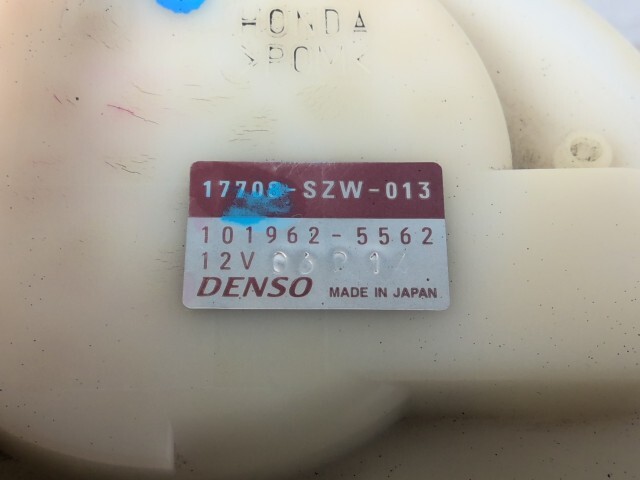 HONDA
17708-SZW-013
101962-5562
12V
DENSO MADE IN JAPAN